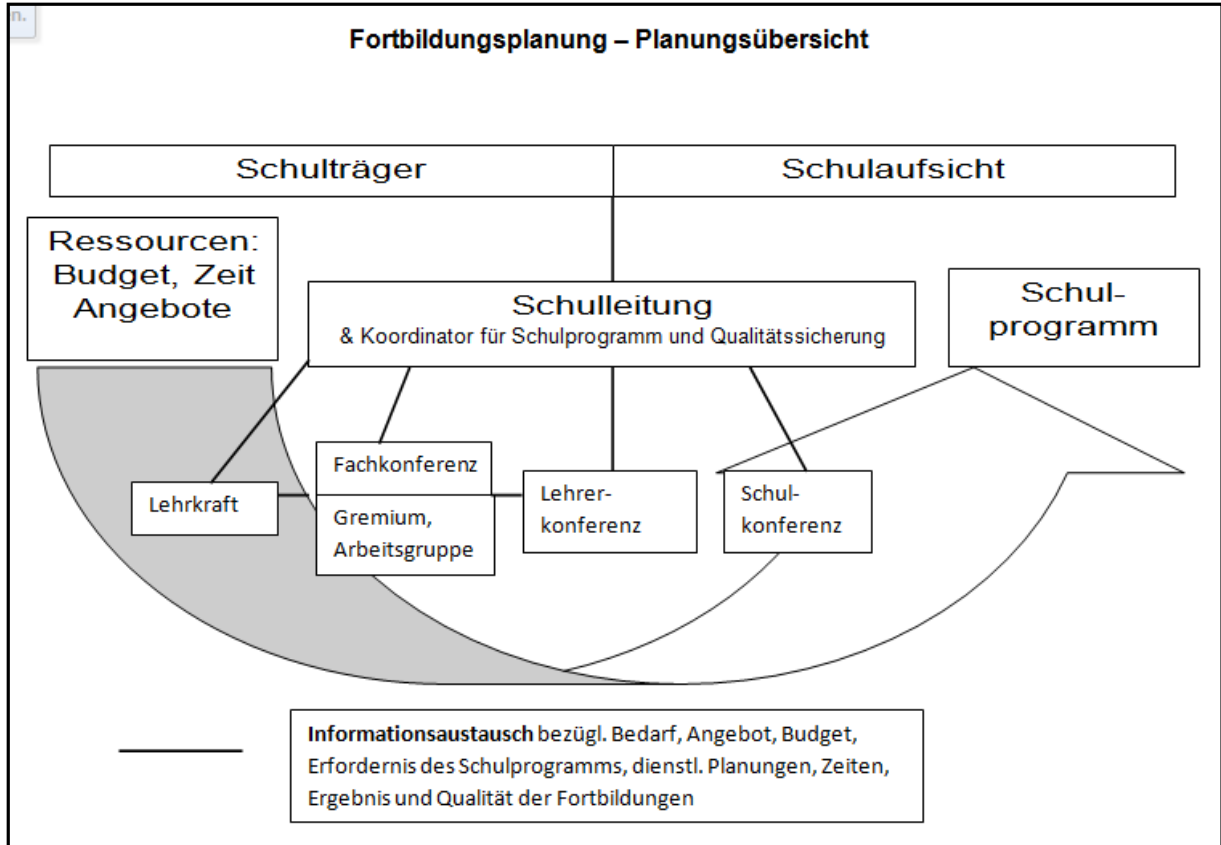 n.
Fortbildungsplanung – Planungsübersicht
Schulträger
Schulaufsicht
Ressourcen:
Budget, Zeit
Angebote
Schulleitung
& Koordinator für Schulprogramm und Qualitätssicherung
Schul-
programm
Lehrkraft
Fachkonferenz
Gremium,
Arbeitsgruppe
Lehrer-
konferenz
Schul-
konferenz
Informationsaustausch bezügl. Bedarf, Angebot, Budget,
Erfordernis des Schulprogramms, dienstl. Planungen, Zeiten,
Ergebnis und Qualität der Fortbildungen